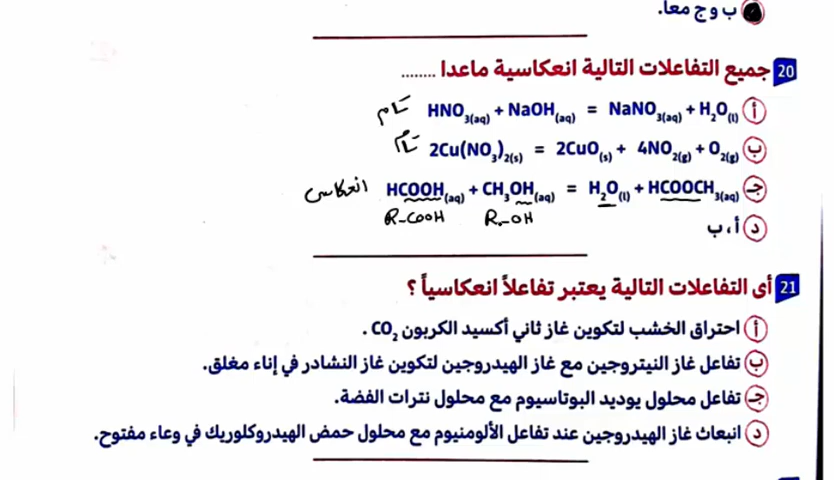 ب و ج معاً.
20 جميع التفاعلات التالية انعكاسية ماعدا ........
أ HNO₃(aq) + NaOH(aq) = NaNO₃(aq) + H₂O(l) تام
ب 2Cu(NO₃)₂(s) = 2CuO(s) + 4NO₂(g) + O₂(g) تام
جـ HCOOH(aq) + CH₃OH(aq) = H₂O(l) + HCOOCH₃(aq) انعكاسى
R-COOH R-OH
د أ ، ب
21 أى التفاعلات التالية يعتبر تفاعلاً انعكاسياً ؟
أ احتراق الخشب لتكوين غاز ثاني أكسيد الكربون CO₂ .
ب تفاعل غاز النيتروجين مع غاز الهيدروجين لتكوين غاز النشادر في إناء مغلق.
جـ تفاعل محلول يوديد البوتاسيوم مع محلول نترات الفضة.
د انبعاث غاز الهيدروجين عند تفاعل الألومنيوم مع محلول حمض الهيدروكلوريك في وعاء مفتوح.